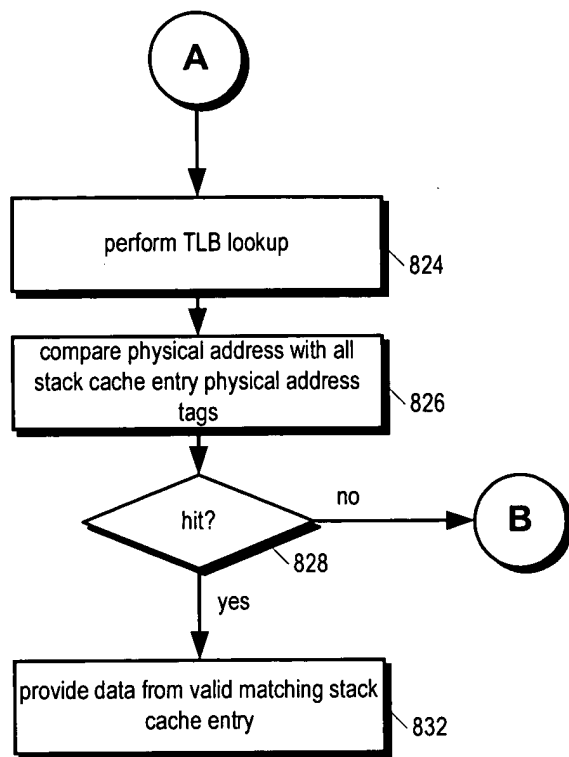 A
perform TLB lookup
824
compare physical address with all
stack cache entry physical address
tags
826
hit?
no
B
828
yes
provide data from valid matching stack
cache entry
832